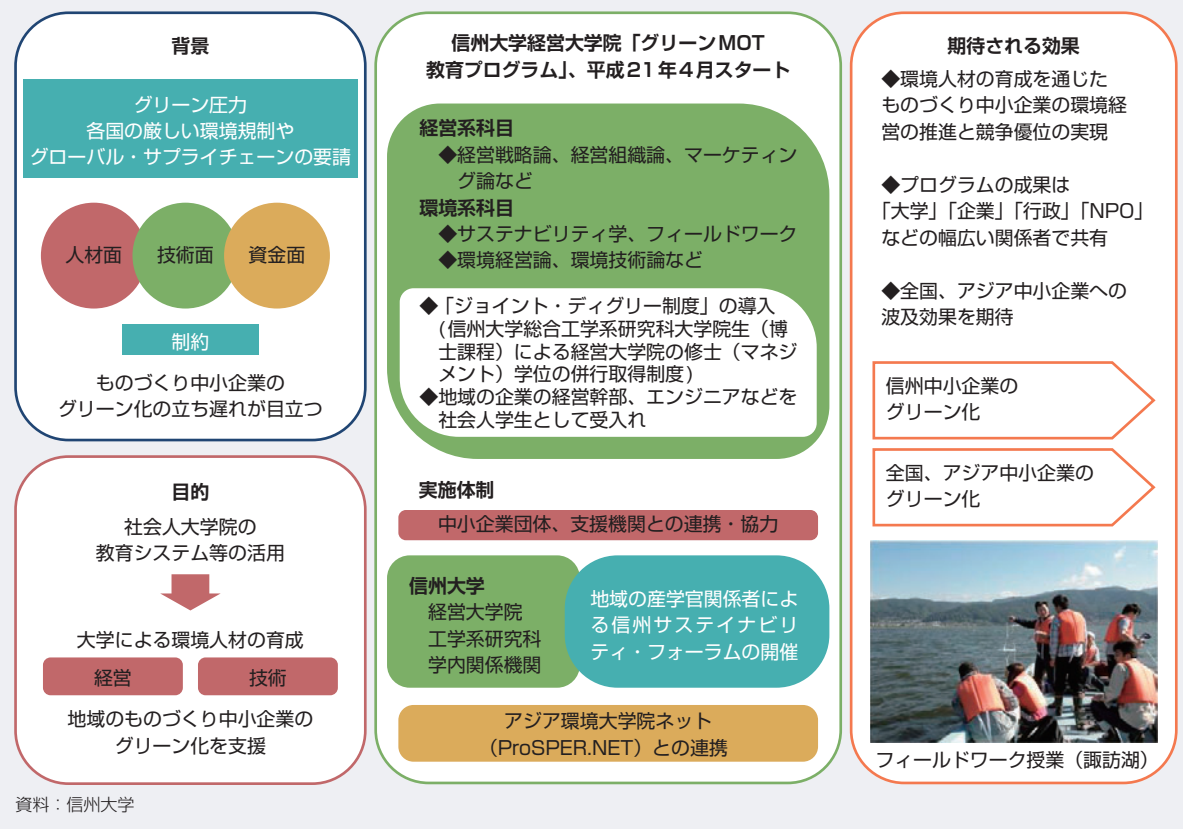 背景
グリーン圧力
各国の厳しい環境規制や
グローバル・サプライチェーンの要請
人材面
技術面
資金面
制約
ものづくり中小企業の
グリーン化の立ち遅れが目立つ
目的
社会人大学院の
教育システム等の活用
大学による環境人材の育成
経営
技術
地域のものづくり中小企業の
グリーン化を支援
信州大学経営大学院「グリーンMOT
教育プログラム」、平成21年4月スタート
経営系科目
◆経営戦略論、経営組織論、マーケティン
グ論など
環境系科目
◆サステナビリティ学、フィールドワーク
◆環境経営論、環境技術論など
◆「ジョイント・ディグリー制度」の導入
(信州大学総合工学系研究科大学院生（博
士課程）による経営大学院の修士（マネジ
メント）学位の併行取得制度)
◆地域の企業の経営幹部、エンジニアなどを
社会人学生として受入れ
実施体制
中小企業団体、支援機関との連携・協力
信州大学
経営大学院
工学系研究科
学内関係機関
地域の産学官関係者によ
る信州サステイナビリ
ティ・フォーラムの開催
アジア環境大学院ネット
（ProSPER.NET）との連携
期待される効果
◆環境人材の育成を通じた
ものづくり中小企業の環境経
営の推進と競争優位の実現
◆プログラムの成果は
「大学」「企業」「行政」「NPO」
などの幅広い関係者で共有
◆全国、アジア中小企業への
波及効果を期待
信州中小企業の
グリーン化
全国、アジア中小企業の
グリーン化
フィールドワーク授業（諏訪湖）
資料：信州大学